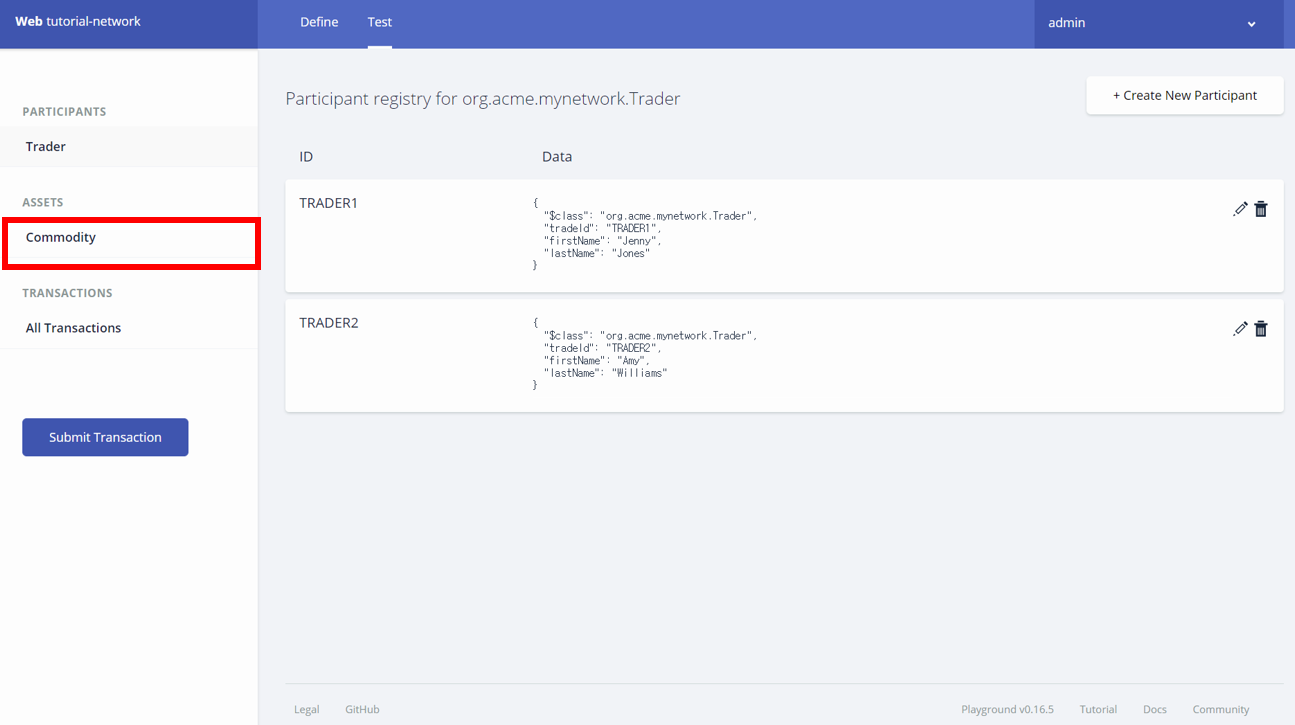 Web tutorial-network
Define
Test
admin
PARTICIPANTS
Trader
ASSETS
Commodity
TRANSACTIONS
All Transactions
Submit Transaction
Participant registry for org.acme.mynetwork.Trader
+ Create New Participant
ID
Data
TRADER1
{
"$class": "org.acme.mynetwork.Trader",
"tradeId": "TRADER1",
"firstName": "Jenny",
"lastName": "Jones"
}
TRADER2
{
"$class": "org.acme.mynetwork.Trader",
"tradeId": "TRADER2",
"firstName": "Amy",
"lastName": "Williams"
}
Legal
GitHub
Playground v0.16.5
Tutorial
Docs
Community